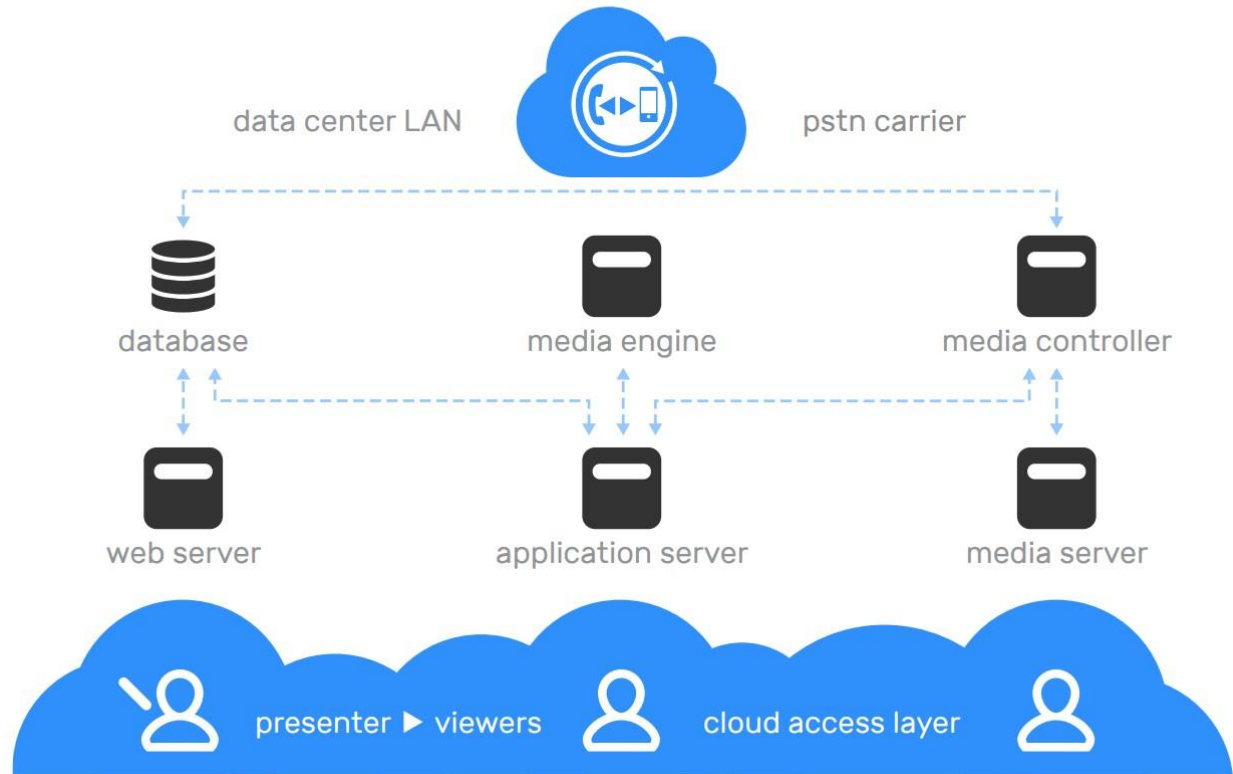 data center LAN
pstn carrier
database
media engine
media controller
web server
application server
media server
presenter ▶ viewers
cloud access layer